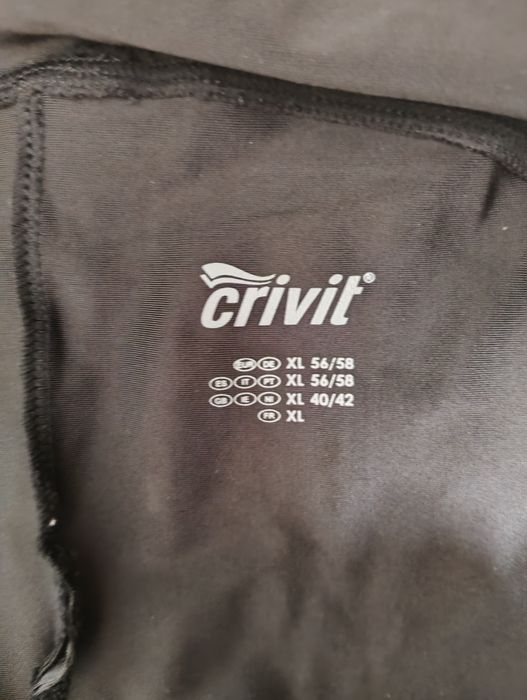 crivit®
EUR DE XL 56/58
ES IT PT XL 56/58
GB IE NI XL 40/42
FR XL